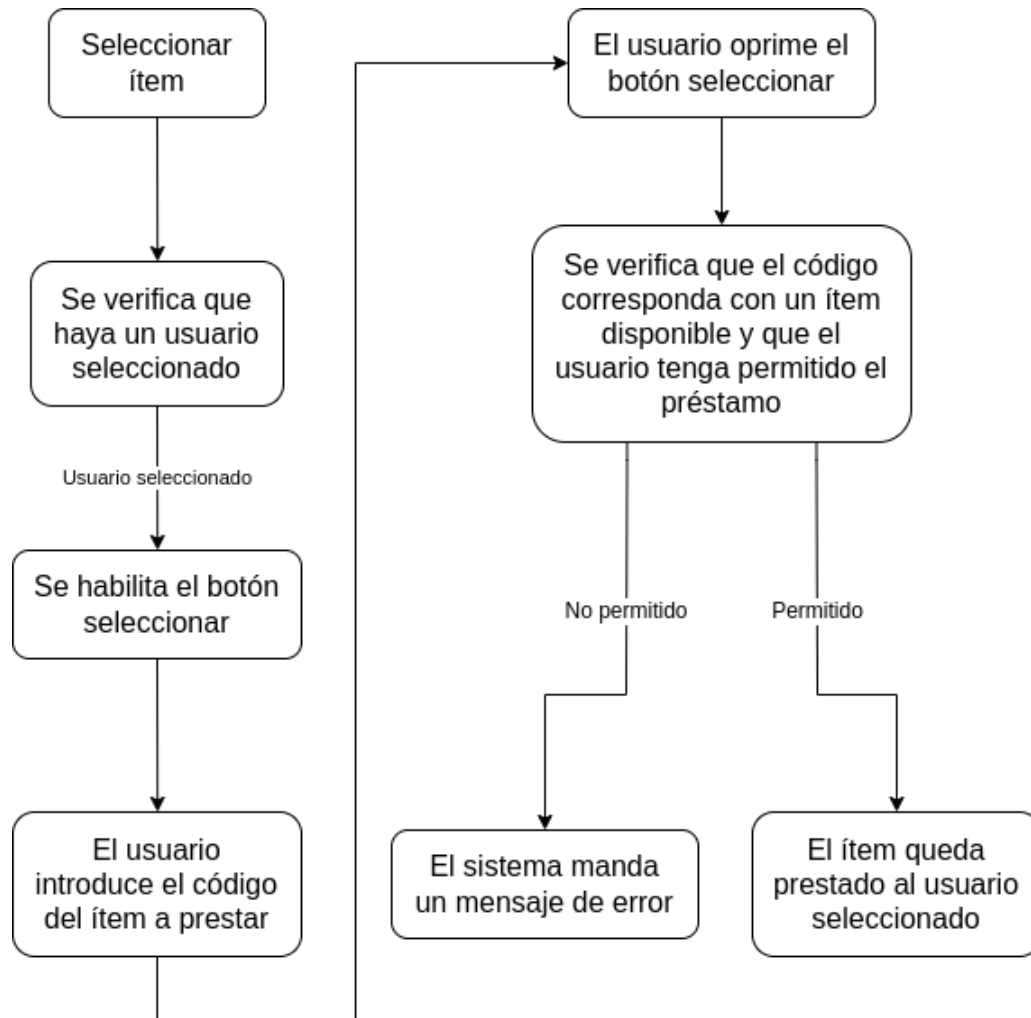 Seleccionar
ítem
Se verifica que
haya un usuario
seleccionado
Usuario seleccionado
Se habilita el botón
seleccionar
El usuario
introduce el código
del ítem a prestar
El usuario oprime el
botón seleccionar
Se verifica que el código
corresponda con un ítem
disponible y que el
usuario tenga permitido el
préstamo
No permitido
Permitido
El sistema manda
un mensaje de error
El ítem queda
prestado al usuario
seleccionado